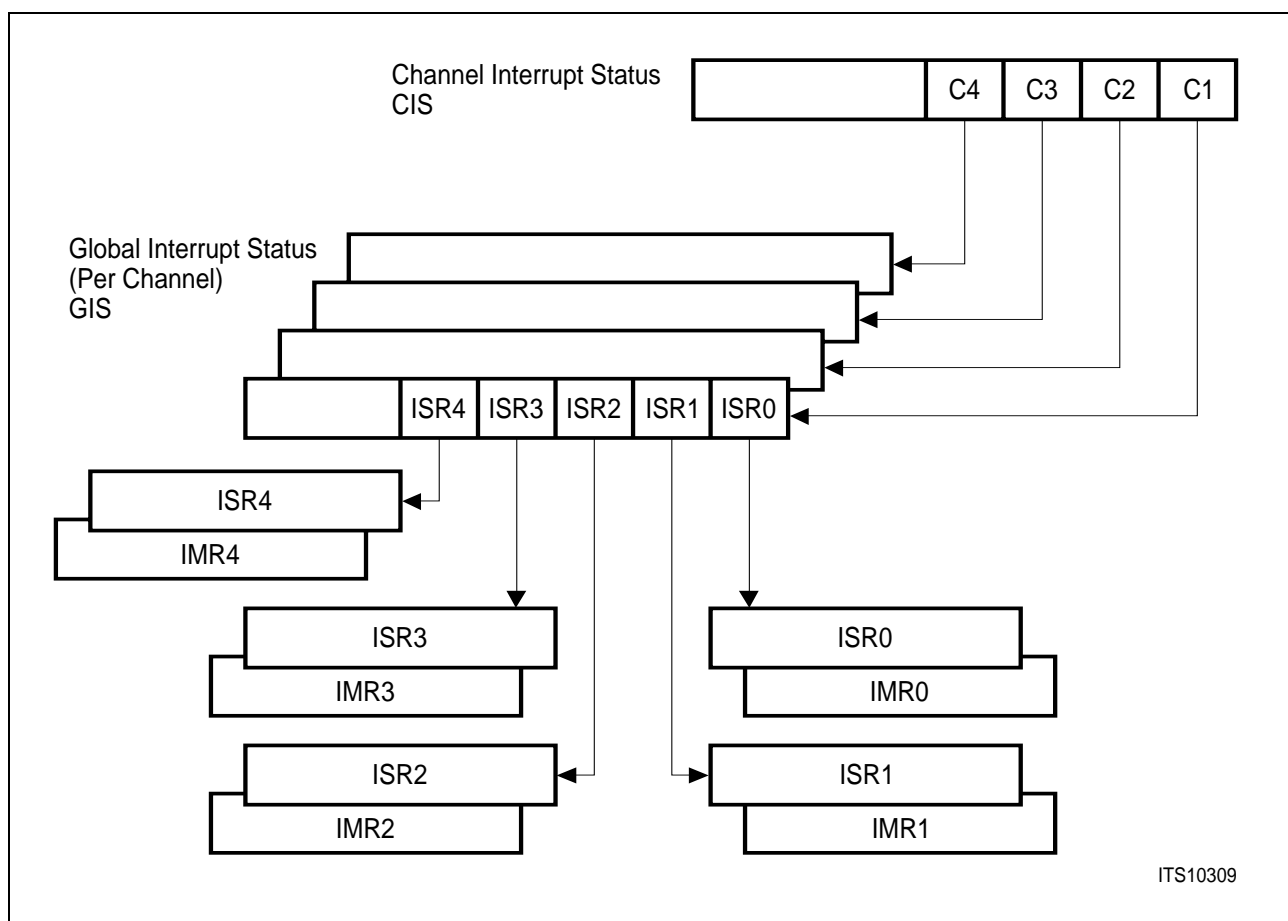 Channel Interrupt Status
CIS
C4 C3 C2 C1
Global Interrupt Status
(Per Channel)
GIS
ISR4 ISR3 ISR2 ISR1 ISR0
ISR4
IMR4
ISR3
IMR3
ISR0
IMR0
ISR2
IMR2
ISR1
IMR1
ITS10309